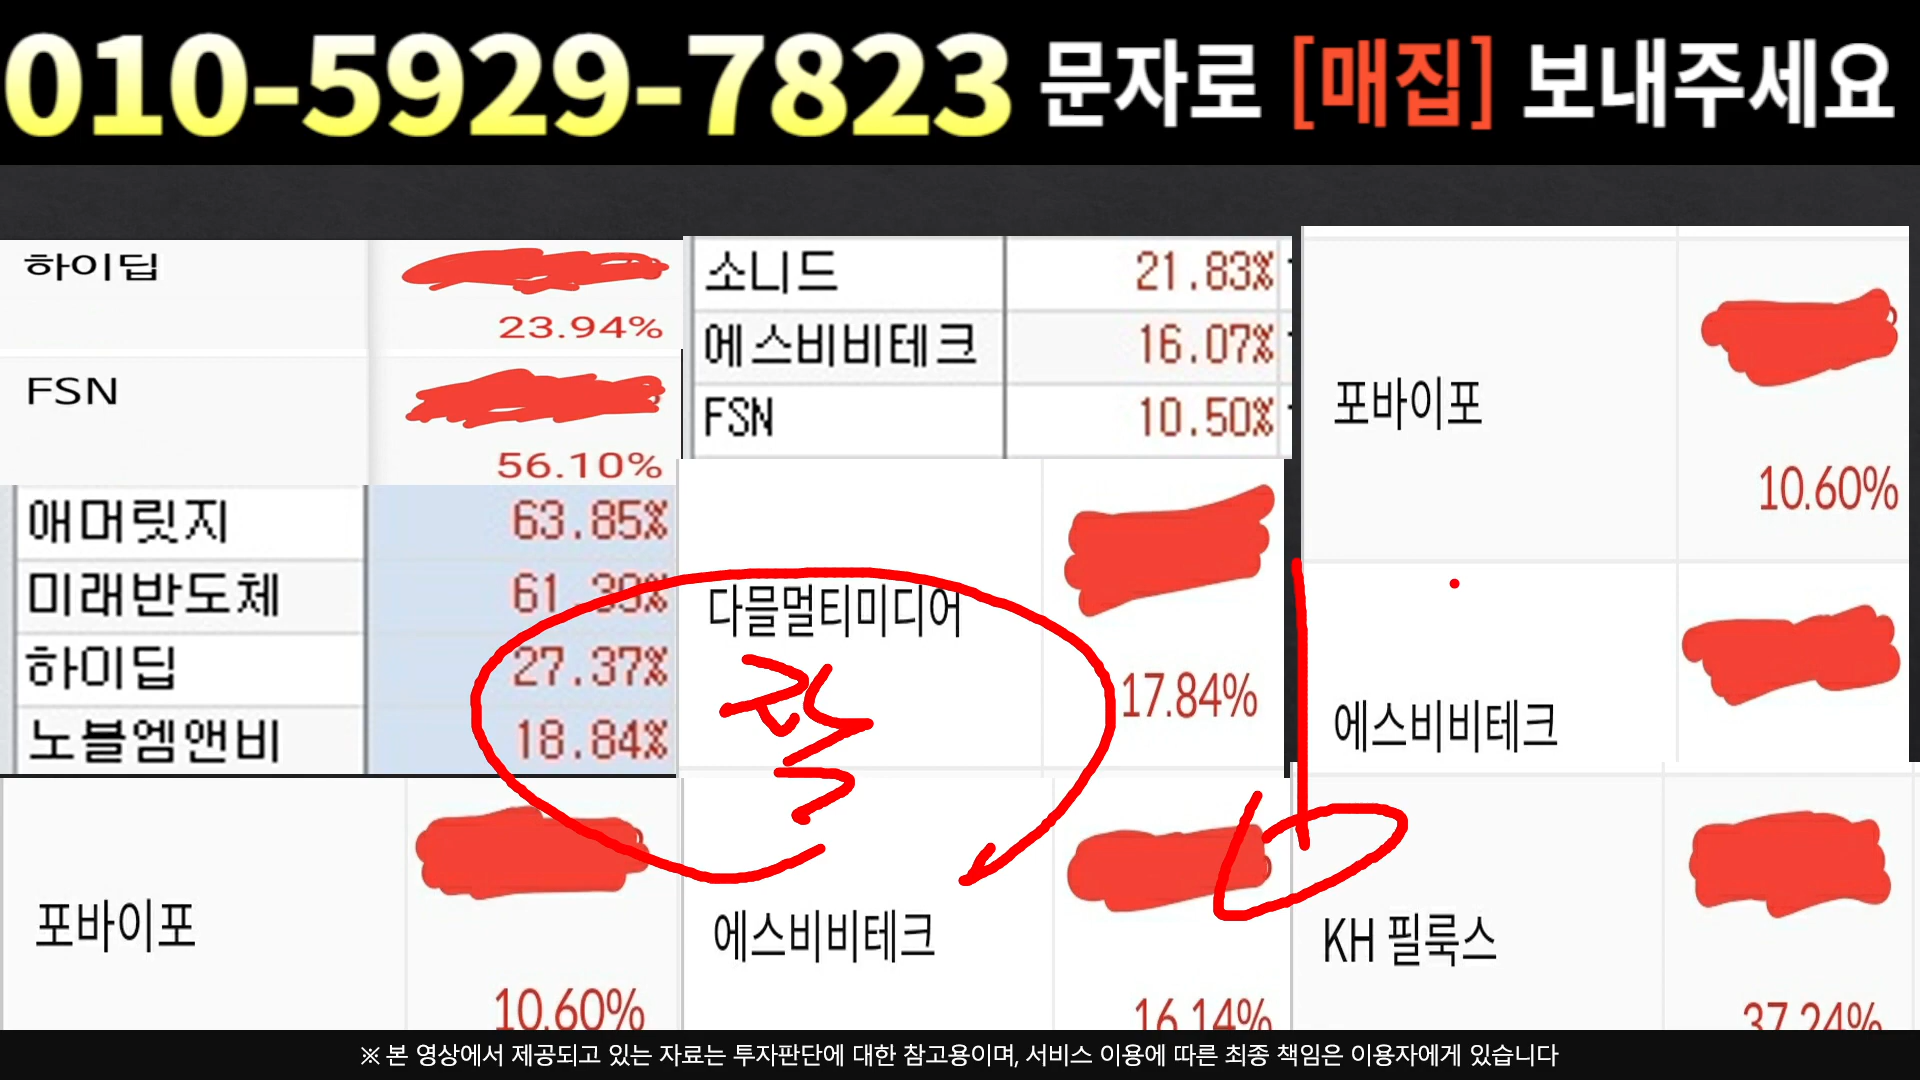 010-5929-7823 문자로 [매집] 보내주세요
하이딥
23.94%
FSN
56.10%
애머릿지 63.85%
미래반도체 61.39%
하이딥 27.37%
노블엠앤비 18.84%
소니드 21.83%
에스비비테크 16.07%
FSN 10.50%
다믈멀티미디어
17.84%
포바이포
10.60%
에스비비테크
포바이포
10.60%
에스비비테크
16.14%
KH 필룩스
37.24%
※ 본 영상에서 제공되고 있는 자료는 투자판단에 대한 참고용이며, 서비스 이용에 따른 최종 책임은 이용자에게 있습니다